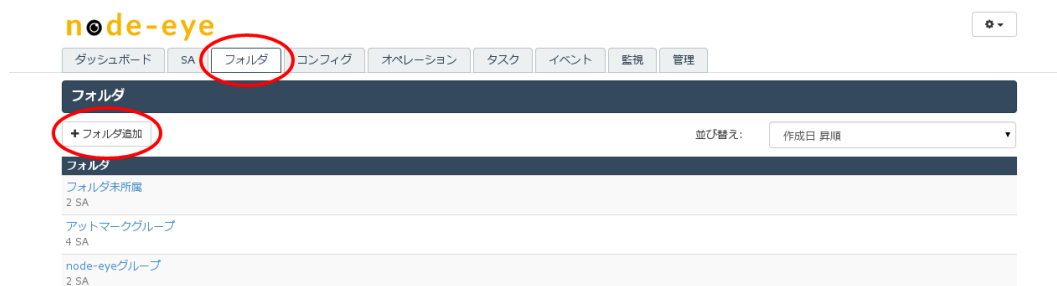 node-eye
ダッシュボード SA フォルダ コンフィグ オペレーション タスク イベント 監視 管理
フォルダ
+ フォルダ追加 並び替え: 作成日 昇順
フォルダ
フォルダ未所属
2 SA
アットマークグループ
4 SA
node-eyeグループ
2 SA